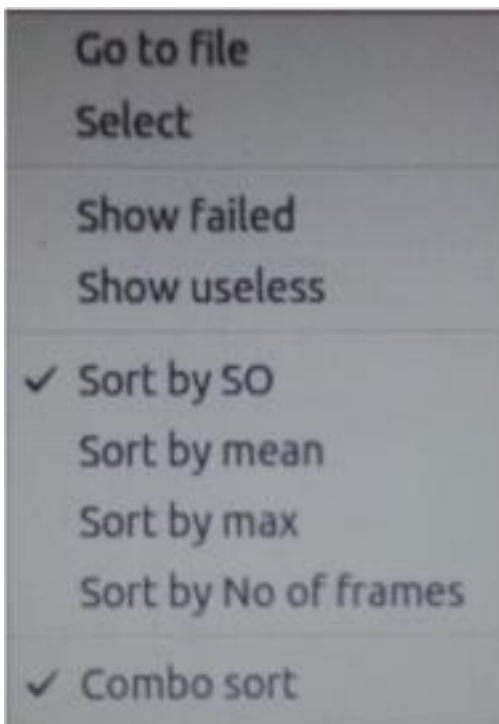 Go to file
Select
Show failed
Show useless
Sort by SO
Sort by mean
Sort by max
Sort by No of frames
Combo sort